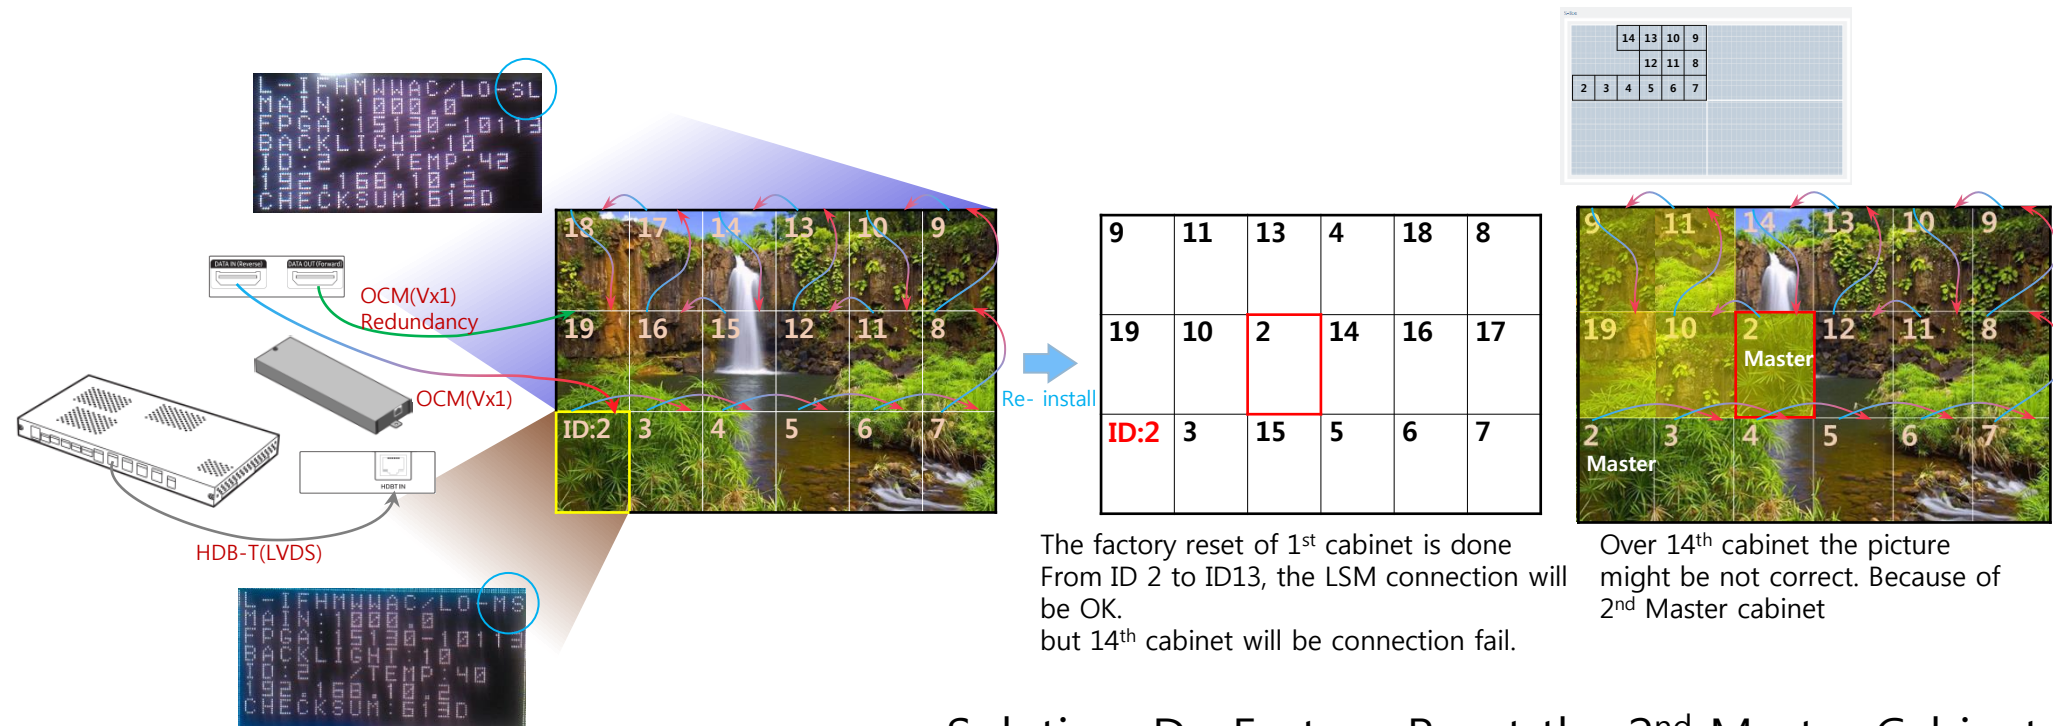 L-IFHMWWAC/LO-SL
MAIN:1000.0
FPGA:15130-10113
BACKLIGHT:10
ID:2 /TEMP:42
192.168.10.2
CHECKSUM:613D
DATA IN (Reverse) DATA OUT (Forward)
OCM(Vx1)
Redundancy
OCM(Vx1)
HDBT IN
HDB-T(LVDS)
L-IFHMWWAC/LO-MS
MAIN:1000.0
FPGA:15130-10113
BACKLIGHT:10
ID:2 /TEMP:40
192.168.10.2
CHECKSUM:613D
18 17 14 13 10 9
19 16 15 12 11 8
ID:2 3 4 5 6 7
Re- install
9 11 13 4 18 8
19 10 2 14 16 17
ID:2 3 15 5 6 7
The factory reset of 1st cabinet is done
From ID 2 to ID13, the LSM connection will
be OK.
but 14th cabinet will be connection fail.
14 13 10 9
12 11 8
2 3 4 5 6 7
9 11 14 13 10 9
19 10 2 12 11 8
Master
2 3 4 5 6 7
Master
Over 14th cabinet the picture
might be not correct. Because of
2nd Master cabinet